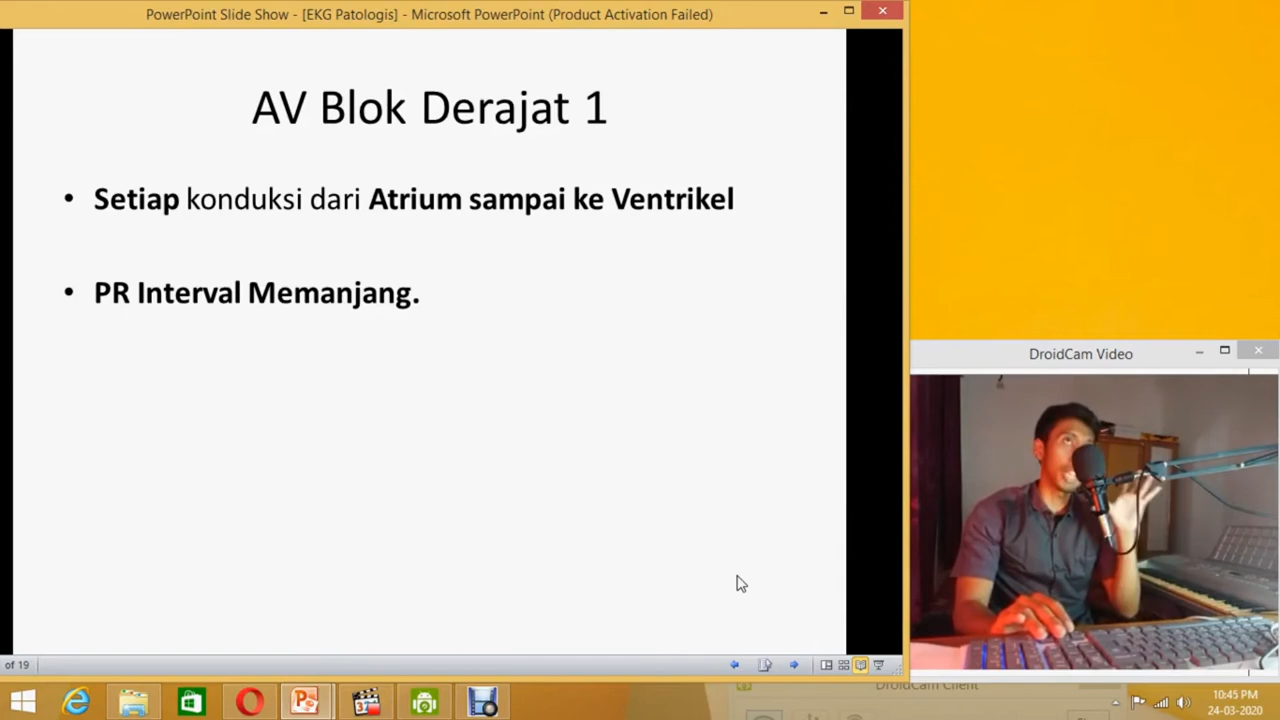 PowerPoint Slide Show - [EKG Patologis] - Microsoft PowerPoint (Product Activation Failed)
AV Blok Derajat 1
• Setiap konduksi dari Atrium sampai ke Ventrikel
• PR Interval Memanjang.
DroidCam Video
of 19
DroidCam Client
10:45 PM
24-03-2020